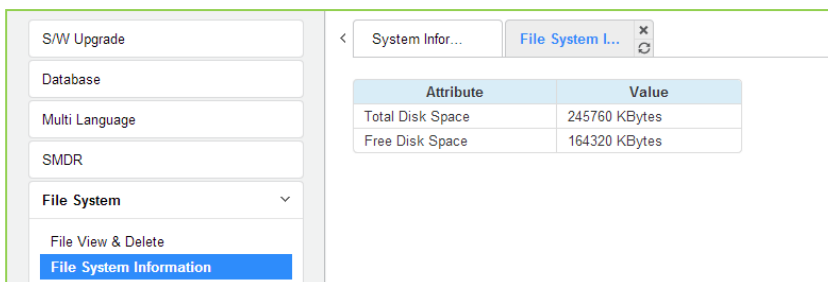 S/W Upgrade
Database
Multi Language
SMDR
File System
File View & Delete
File System Information
System Infor...
File System I...
Attribute Value
Total Disk Space 245760 KBytes
Free Disk Space 164320 KBytes